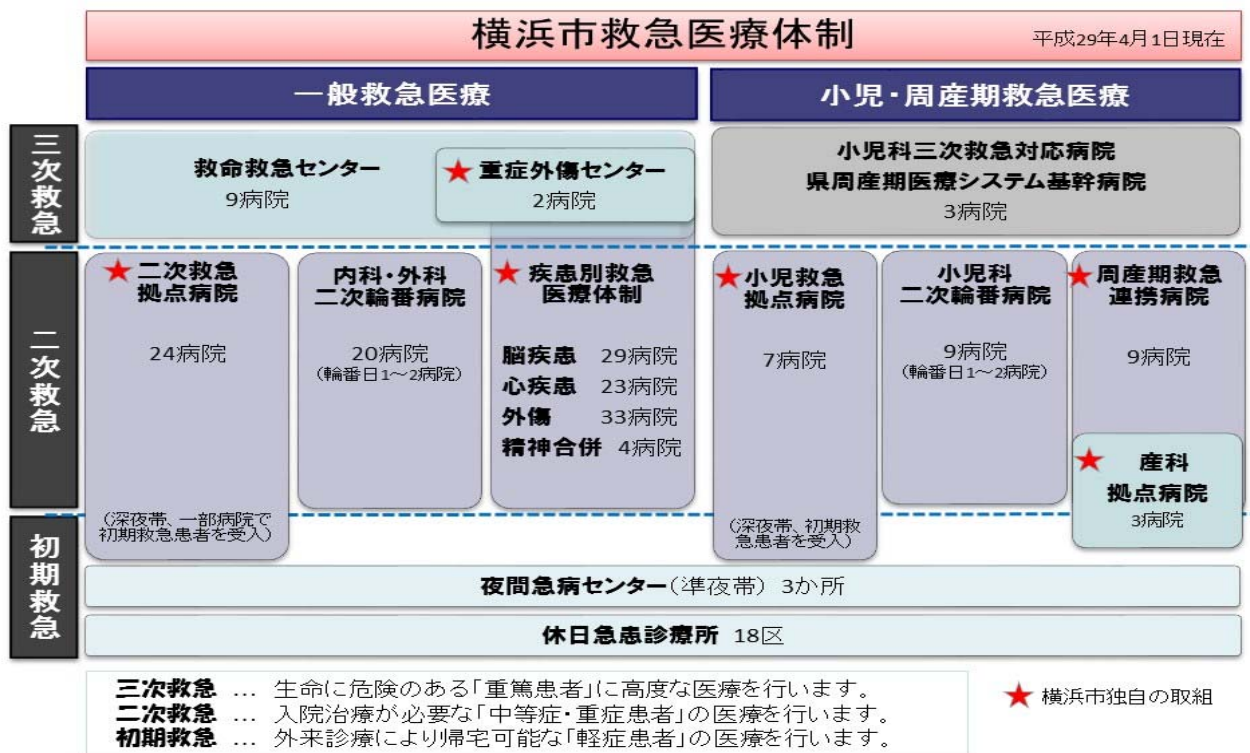 横浜市救急医療体制
平成29年4月1日現在
一般救急医療
小児・周産期救急医療
三次救急
救命救急センター
9病院
★重症外傷センター
2病院
小児科三次救急対応病院
県周産期医療システム基幹病院
3病院
二次救急
★二次救急
拠点病院
24病院
(深夜帯、一部病院で
初期救急患者を受入)
内科・外科
二次輪番病院
20病院
(輪番日1～2病院)
★疾患別救急
医療体制
脳疾患 29病院
心疾患 23病院
外傷 33病院
精神合併 4病院
★小児救急
拠点病院
7病院
(深夜帯、初期救
急患者を受入)
小児科
二次輪番病院
9病院
(輪番日1～2病院)
★周産期救急
連携病院
9病院
★産科
拠点病院
3病院
初期救急
夜間急病センター(準夜帯) 3か所
休日急患診療所 18区
三次救急 … 生命に危険のある「重篤患者」に高度な医療を行います。
二次救急 … 入院治療が必要な「中等症・重症患者」の医療を行います。
初期救急 … 外来診療により帰宅可能な「軽症患者」の医療を行います。
★横浜市独自の取組